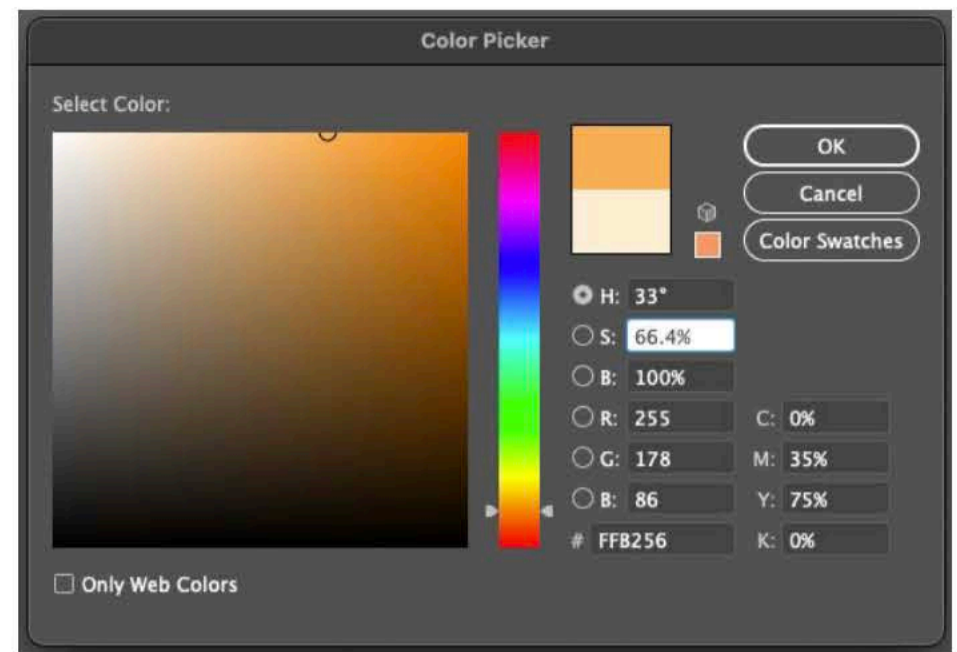 Color Picker
Select Color:
OK
Cancel
Color Swatches
H: 33°
S: 66.4%
B: 100%
R: 255
C: 0%
G: 178
M: 35%
B: 86
Y: 75%
# FFB256
K: 0%
Only Web Colors